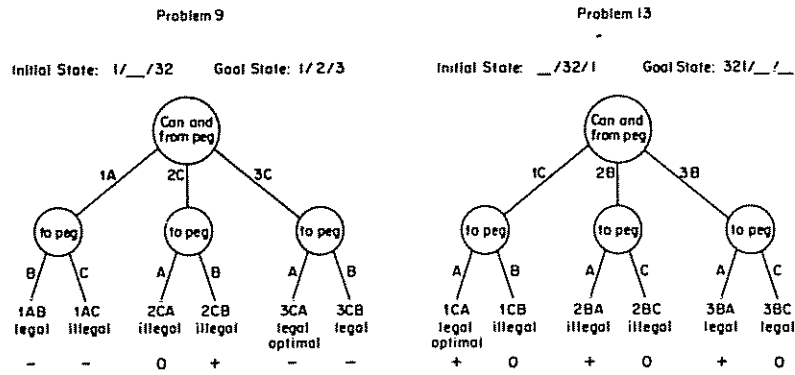 Problem 9
Initial State: 1/__/32 Goal State: 1/2/3
Can and
from peg
1A 2C 3C
to peg to peg to peg
B C A B A B
1AB 1AC 2CA 2CB 3CA 3CB
legal illegal illegal illegal legal legal
optimal
- - 0 + - -
Problem 13
Initial State: __/32/1 Goal State: 321/__/__
Can and
from peg
1C 2B 3B
to peg to peg to peg
A B A C A C
1CA 1CB 2BA 2BC 3BA 3BC
legal illegal illegal illegal legal legal
optimal
+ 0 + 0 + 0